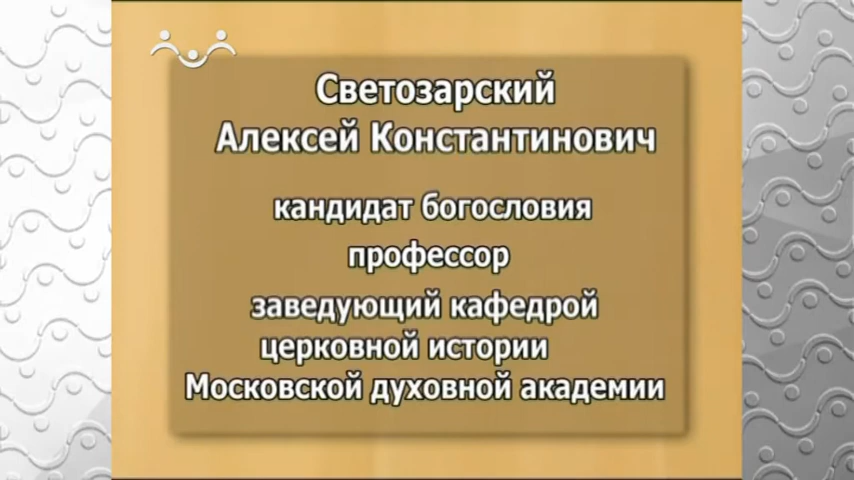 Светозарский
Алексей Константинович
кандидат богословия
профессор
заведующий кафедрой
церковной истории
Московской духовной академии